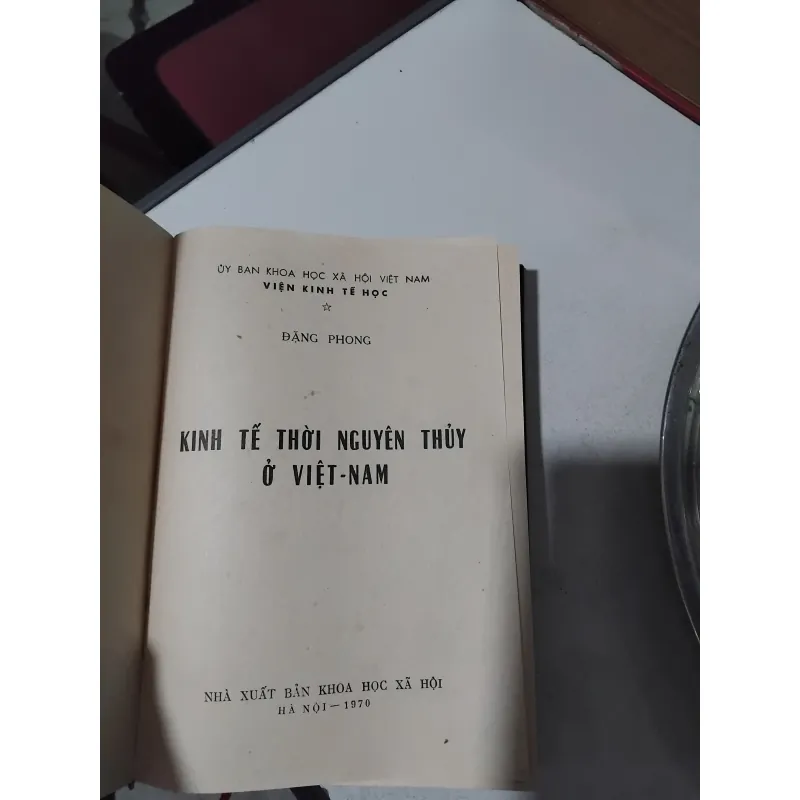 ỦY BAN KHOA HỌC XÃ HỘI VIỆT NAM
VIỆN KINH TẾ HỌC
☆
ĐẶNG PHONG
KINH TẾ THỜI NGUYÊN THỦY
Ở VIỆT-NAM
NHÀ XUẤT BẢN KHOA HỌC XÃ HỘI
HÀ NỘI — 1970